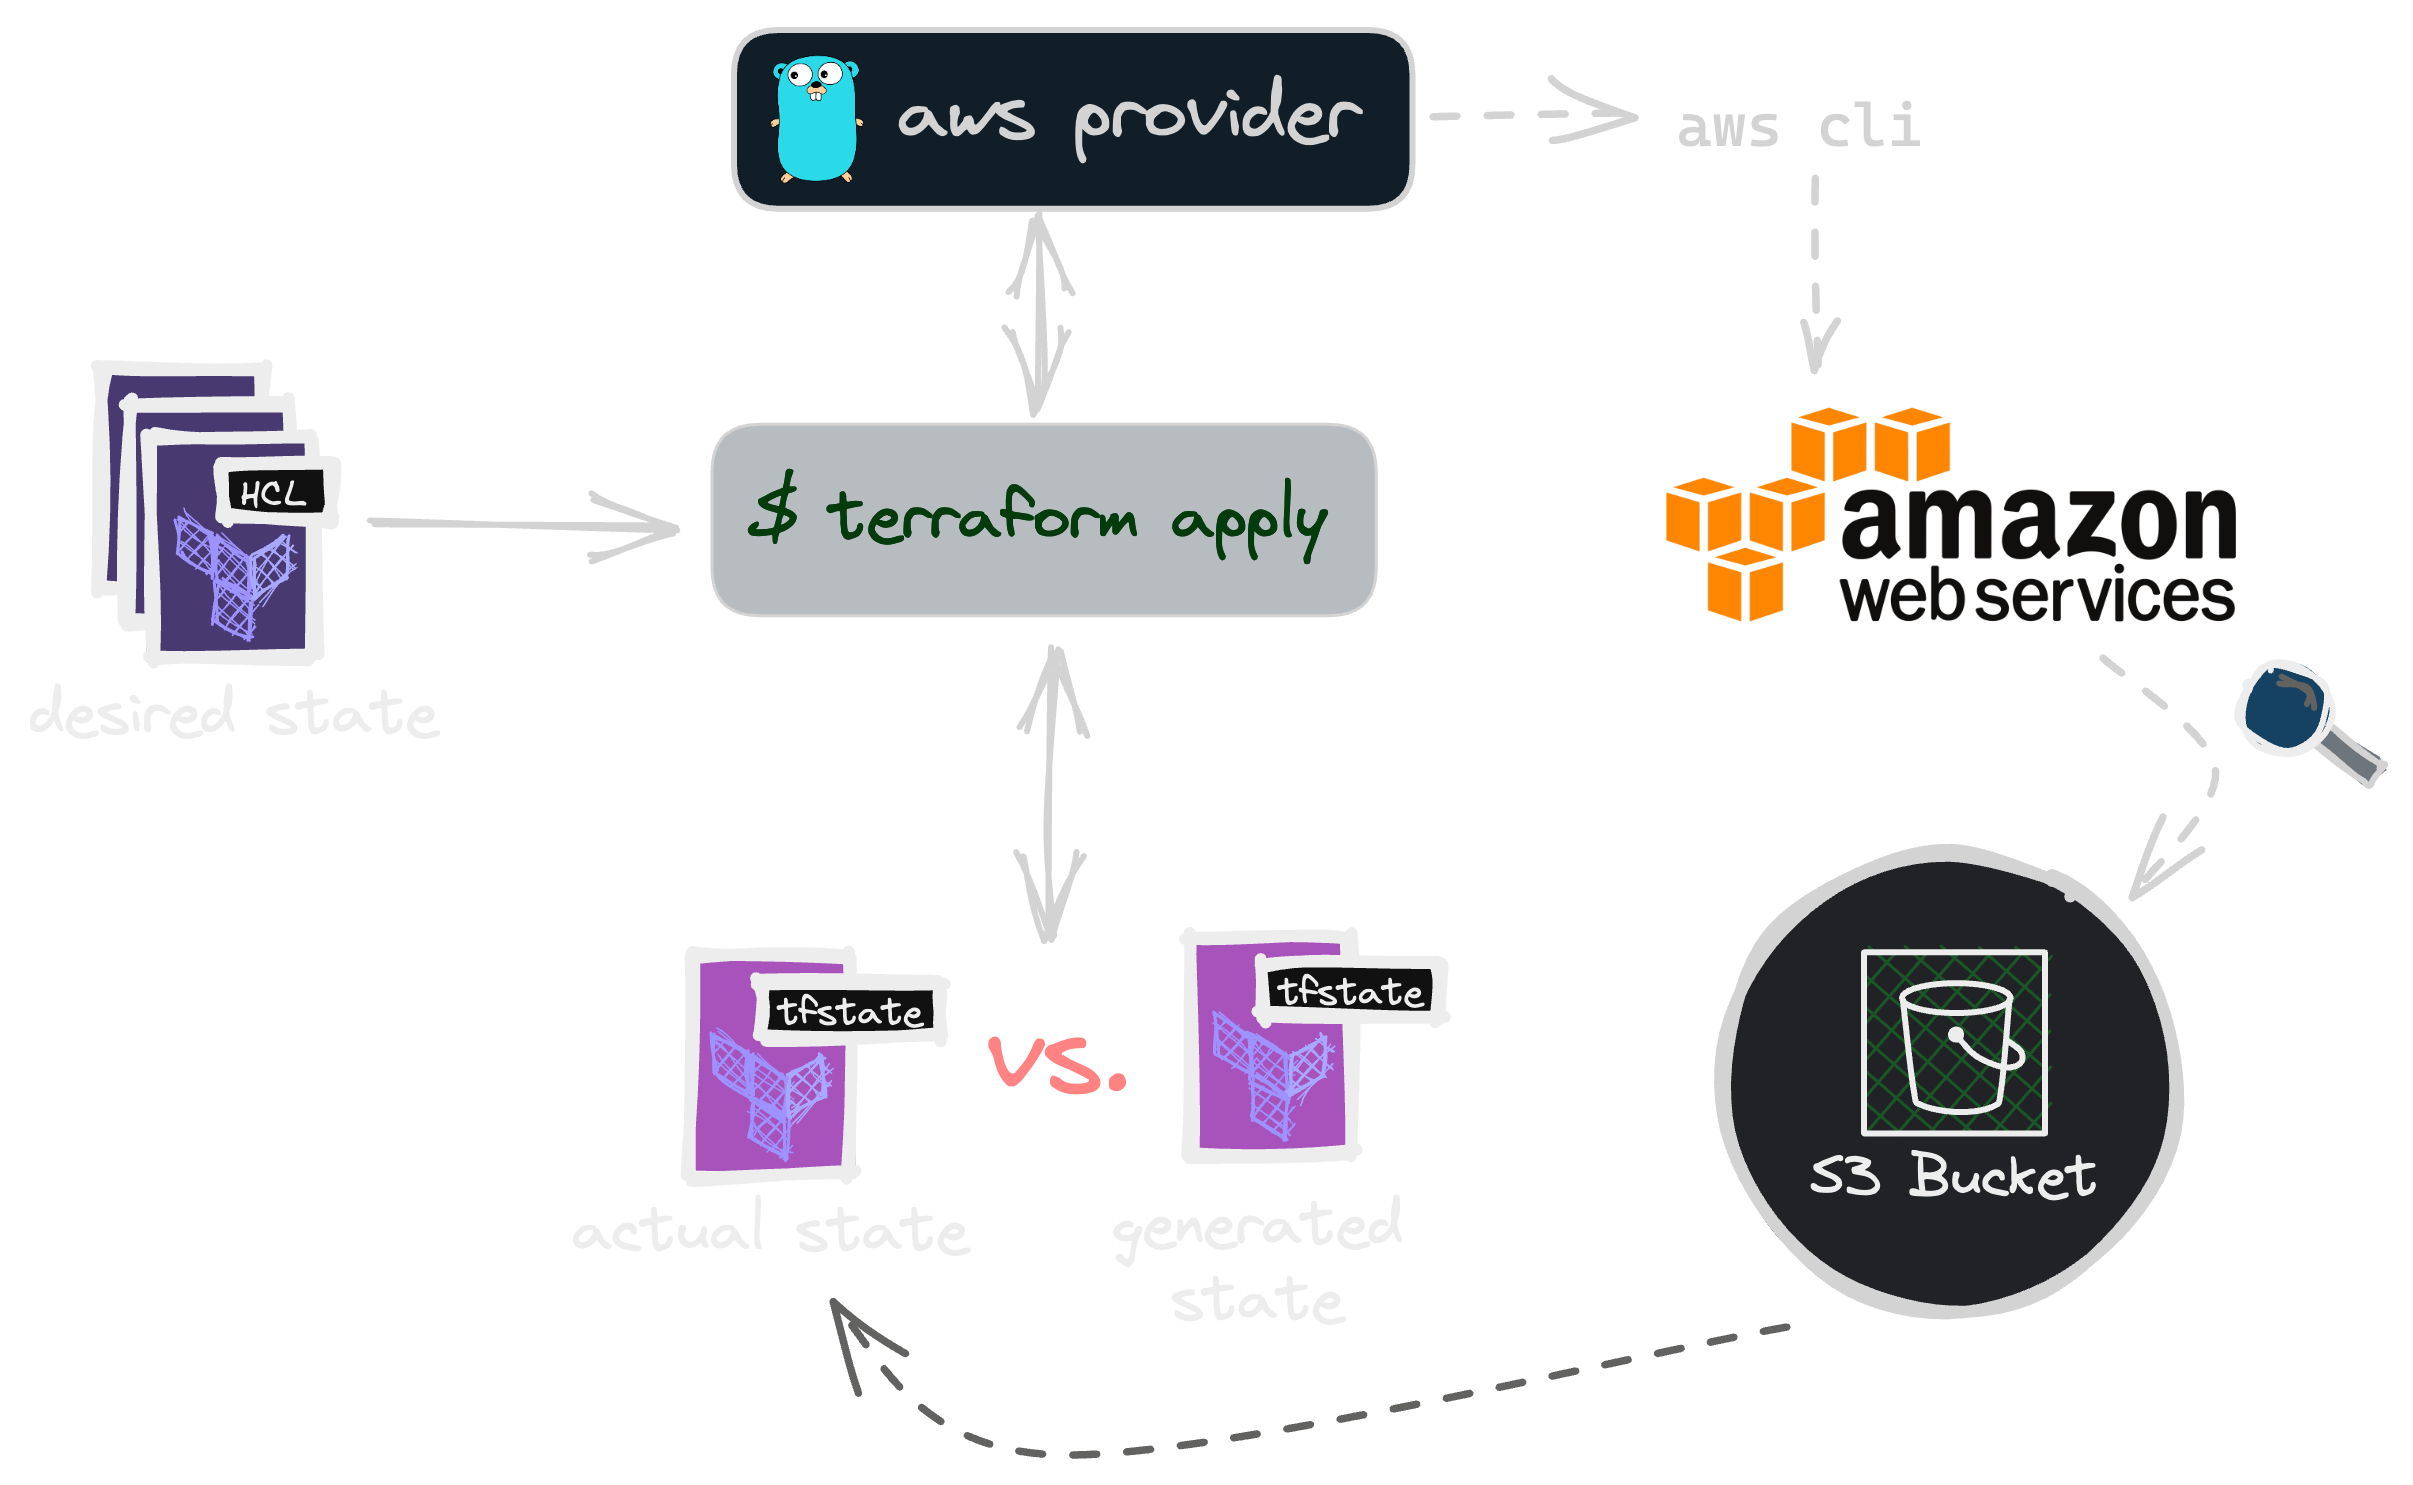 aws provider
aws cli
HCL
$ terraform apply
amazon
web services
desired state
tfstate
tfstate
vs.
actual state
generated
state
S3 Bucket